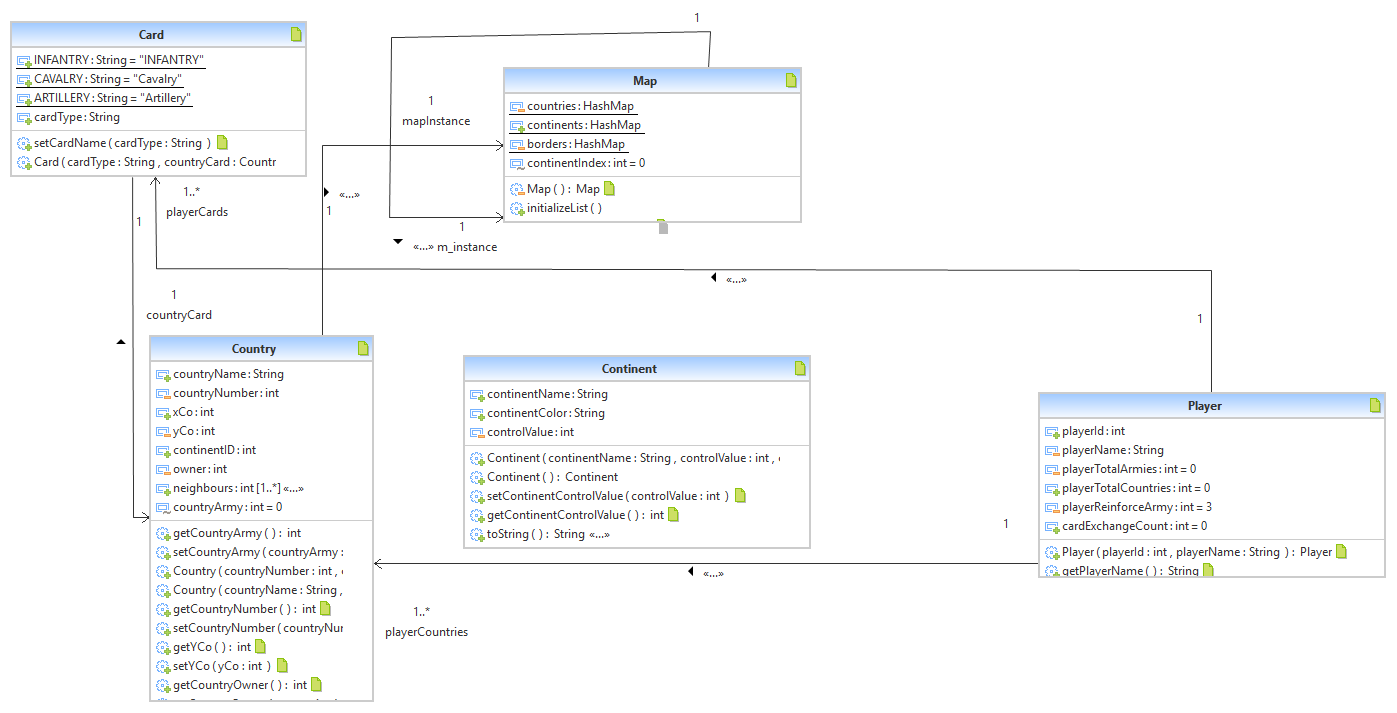 Card
INFANTRY : String = "INFANTRY"
CAVALRY : String = "Cavalry"
ARTILLERY : String = "Artillery"
cardType : String
setCardName ( cardType : String )
Card ( cardType : String , countryCard : Countr
1
1
mapInstance
Map
countries : HashMap
continents : HashMap
borders : HashMap
continentIndex : int = 0
Map ( ) : Map
initializeList ( )
1
«...» m_instance
«...»
1
1..*
playerCards
1
1
countryCard
«...»
1
Country
countryName : String
countryNumber : int
xCo : int
yCo : int
continentID : int
owner : int
neighbours : int [1..*] «...»
countryArmy : int = 0
getCountryArmy ( ) : int
setCountryArmy ( countryArmy :
Country ( countryNumber : int ,
Country ( countryName : String ,
getCountryNumber ( ) : int
setCountryNumber ( countryNur
getYCo ( ) : int
setYCo ( yCo : int )
getCountryOwner ( ) : int
Continent
continentName : String
continentColor : String
controlValue : int
Continent ( continentName : String , controlValue : int ,
Continent ( ) : Continent
setContinentControlValue ( controlValue : int )
getContinentControlValue ( ) : int
toString ( ) : String «...»
Player
playerId : int
playerName : String
playerTotalArmies : int = 0
playerTotalCountries : int = 0
playerReinforceArmy : int = 3
cardExchangeCount : int = 0
Player ( playerId : int , playerName : String ) : Player
getPlayerName ( ) : String
1
«...»
1..*
playerCountries